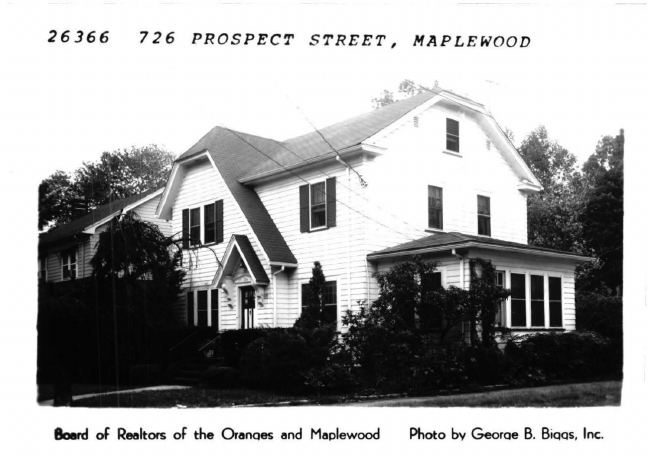 26366 726 PROSPECT STREET, MAPLEWOOD
Board of Realtors of the Oranges and Maplewood Photo by George B. Biggs, Inc.